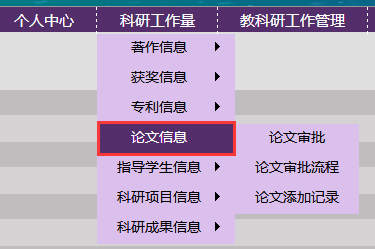 个人中心 科研工作量 教科研工作管理
著作信息
获奖信息
专利信息
论文信息 论文审批
指导学生信息 论文审批流程
科研项目信息 论文添加记录
科研成果信息